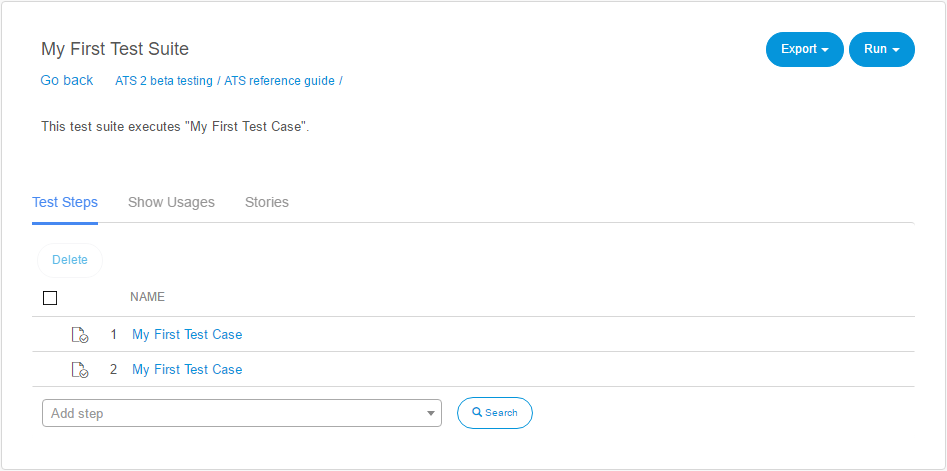 My First Test Suite
Export
Run
Go back ATS 2 beta testing / ATS reference guide /
This test suite executes "My First Test Case".
Test Steps Show Usages Stories
Delete
NAME
1 My First Test Case
2 My First Test Case
Add step
Search